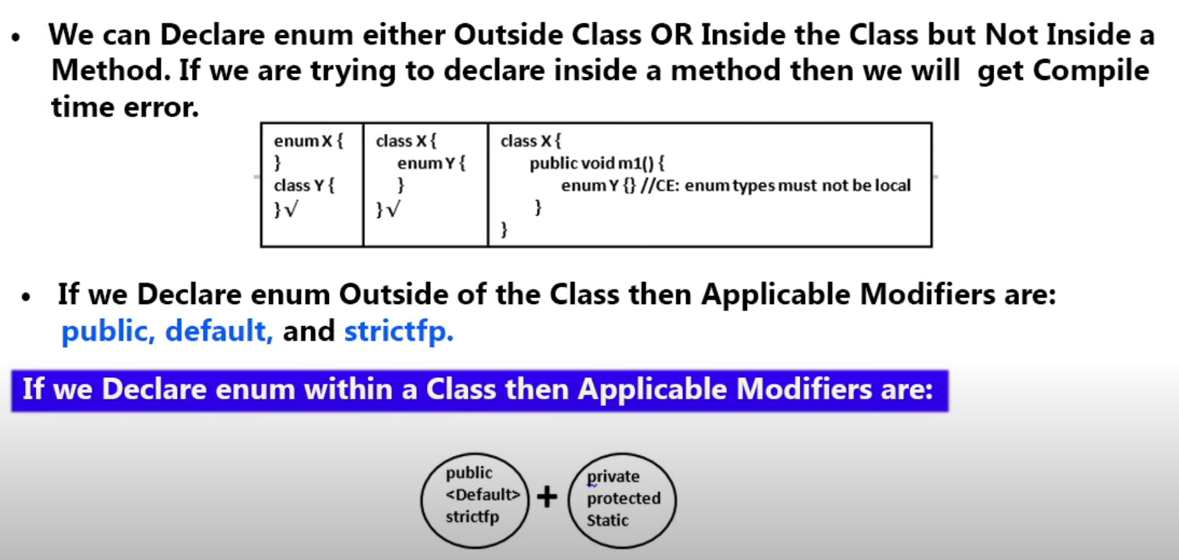 • We can Declare enum either Outside Class OR Inside the Class but Not Inside a
Method. If we are trying to declare inside a method then we will get Compile
time error.
enum X {
}
class Y {
}√
class X {
enum Y {
}
}√
class X {
public void m1() {
enum Y {} //CE: enum types must not be local
}
}
• If we Declare enum Outside of the Class then Applicable Modifiers are:
public, default, and strictfp.
If we Declare enum within a Class then Applicable Modifiers are:
public
<Default>
strictfp
+
private
protected
Static